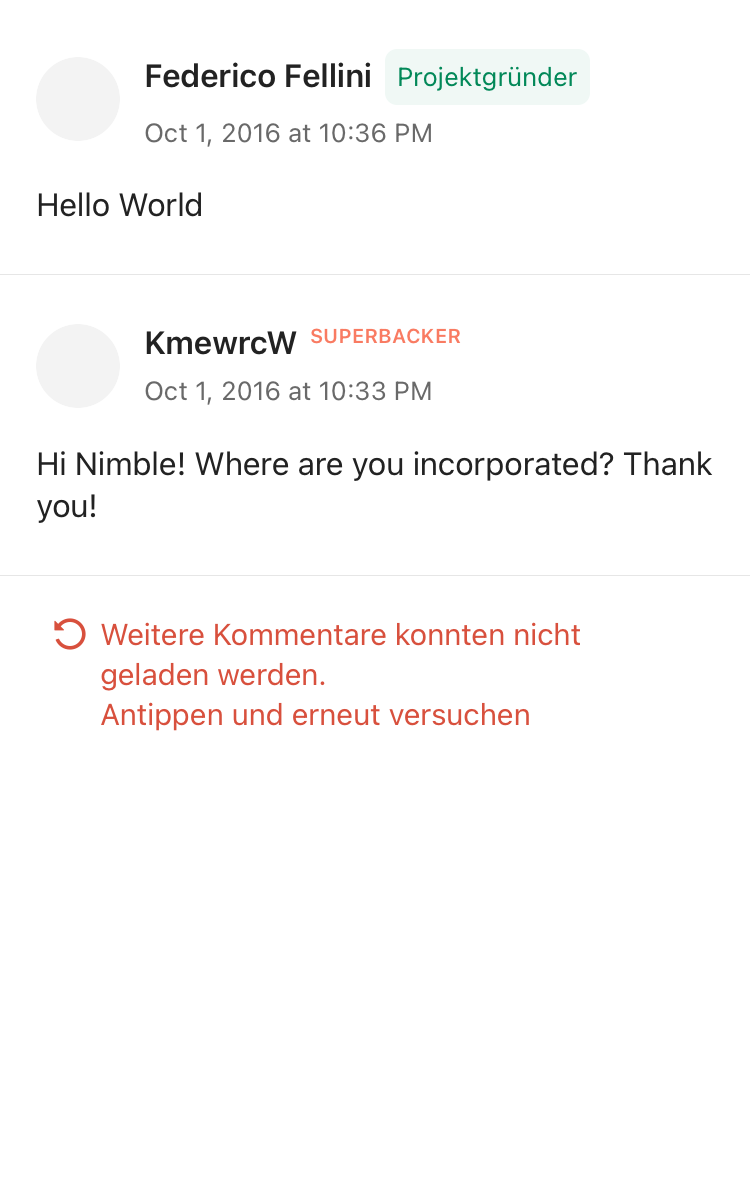 Federico Fellini Projektgründer
Oct 1, 2016 at 10:36 PM
Hello World
KmewrcW SUPERBACKER
Oct 1, 2016 at 10:33 PM
Hi Nimble! Where are you incorporated? Thank
you!
Weitere Kommentare konnten nicht
geladen werden.
Antippen und erneut versuchen